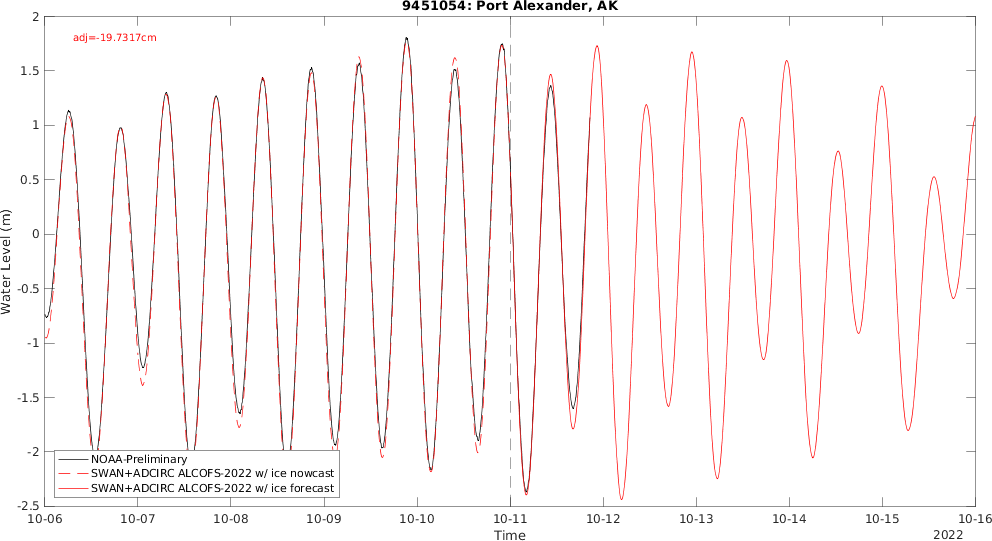 9451054: Port Alexander, AK
adj=-19.7317cm
Water Level (m)
2
1.5
1
0.5
0
-0.5
-1
-1.5
-2
-2.5
NOAA-Preliminary
SWAN+ADCIRC ALCOFS-2022 w/ ice nowcast
SWAN+ADCIRC ALCOFS-2022 w/ ice forecast
10-06 10-07 10-08 10-09 10-10 10-11 10-12 10-13 10-14 10-15 10-16
Time
2022